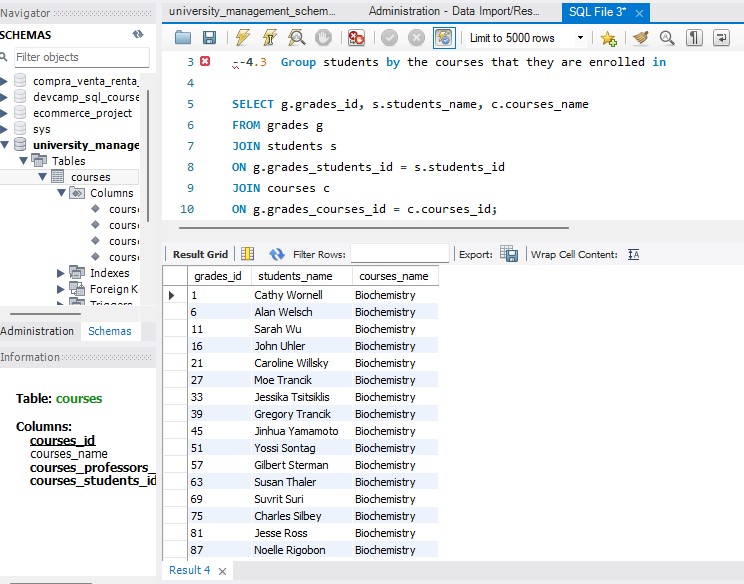 Navigator
SCHEMAS
Filter objects
compra_venta_renta_
devcamp_sql_course
ecommerce_project
sys
university_manage
Tables
courses
Columns
course
course
course
course
Indexes
Foreign K
Triggers
Administration Schemas
Information
Table: courses
Columns:
courses_id
courses_name
courses_professors_
courses_students_id
university_management_schem... Administration - Data Import/Res... SQL File 3*
Limit to 5000 rows
3 --4.3 Group students by the courses that they are enrolled in
4
5 SELECT g.grades_id, s.students_name, c.courses_name
6 FROM grades g
7 JOIN students s
8 ON g.grades_students_id = s.students_id
9 JOIN courses c
10 ON g.grades_courses_id = c.courses_id;
Result Grid Filter Rows: Export: Wrap Cell Content:
grades_id students_name courses_name
1 Cathy Wornell Biochemistry
6 Alan Welsch Biochemistry
11 Sarah Wu Biochemistry
16 John Uhler Biochemistry
21 Caroline Willsky Biochemistry
27 Moe Trancik Biochemistry
33 Jessika Tsitsiklis Biochemistry
39 Gregory Trancik Biochemistry
45 Jinhua Yamamoto Biochemistry
51 Yossi Sontag Biochemistry
57 Gilbert Sterman Biochemistry
63 Susan Thaler Biochemistry
69 Suvrit Suri Biochemistry
75 Charles Silbey Biochemistry
81 Jesse Ross Biochemistry
87 Noelle Rigobon Biochemistry
Result 4